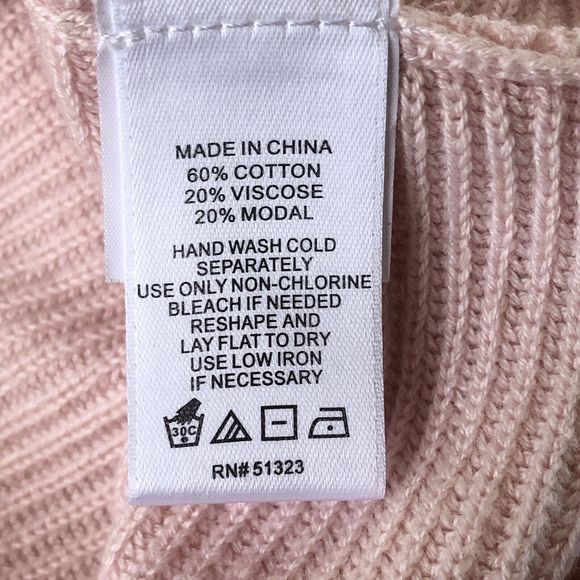 MADE IN CHINA
60% COTTON
20% VISCOSE
20% MODAL
HAND WASH COLD
SEPARATELY
USE ONLY NON-CHLORINE
BLEACH IF NEEDED
RESHAPE AND
LAY FLAT TO DRY
USE LOW IRON
IF NECESSARY
30C
RN# 51323